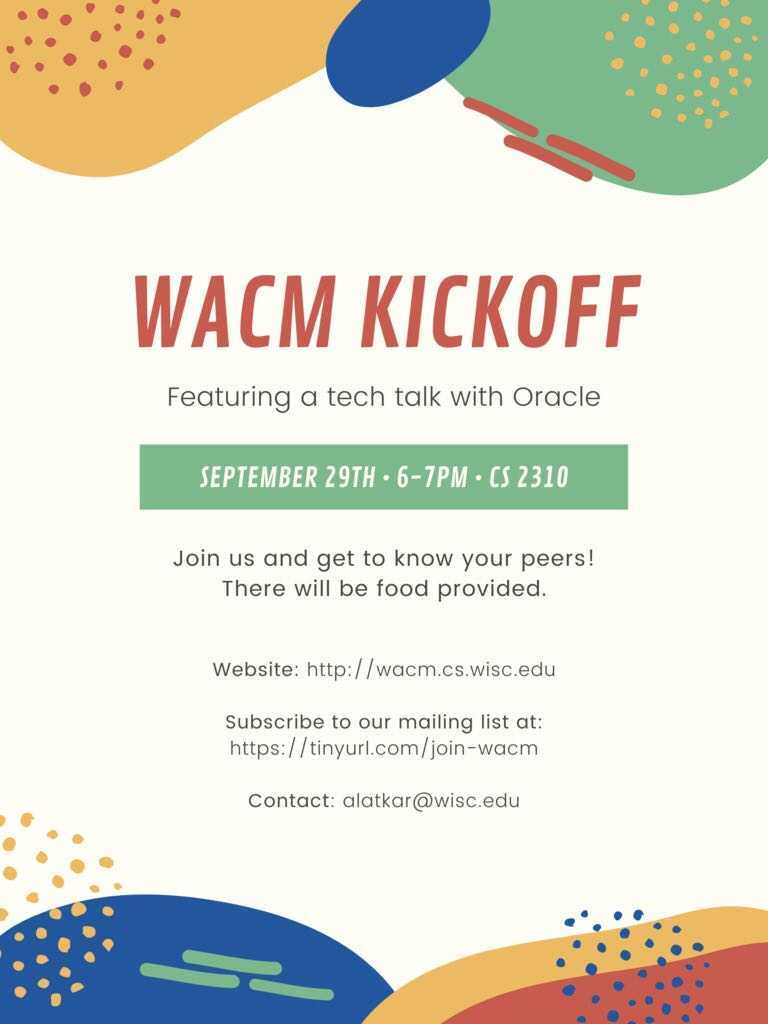 WACM KICKOFF
Featuring a tech talk with Oracle
SEPTEMBER 29TH • 6-7PM • CS 2310
Join us and get to know your peers!
There will be food provided.
Website: http://wacm.cs.wisc.edu
Subscribe to our mailing list at:
https://tinyurl.com/join-wacm
Contact: alatkar@wisc.edu